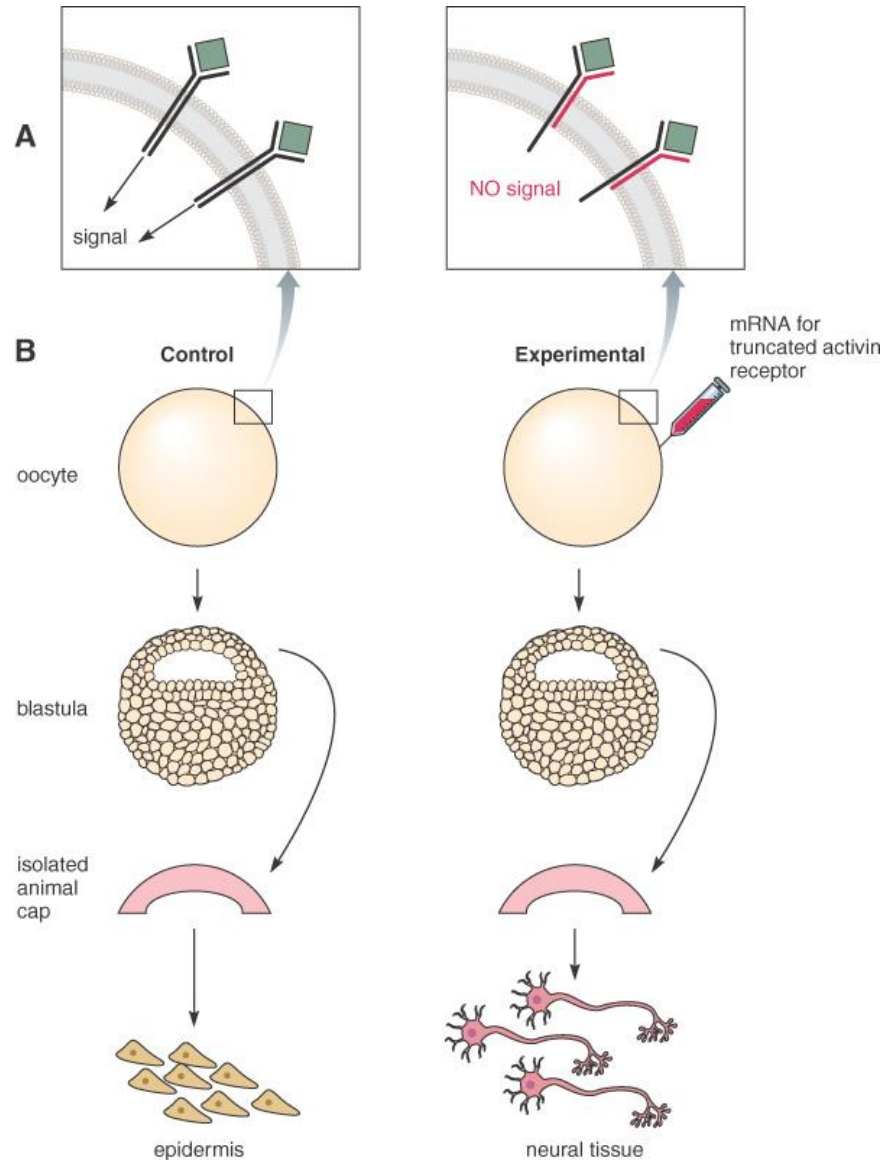 A
signal
NO signal
B
Control
Experimental
mRNA for
truncated activin
receptor
oocyte
blastula
isolated
animal
cap
epidermis
neural tissue